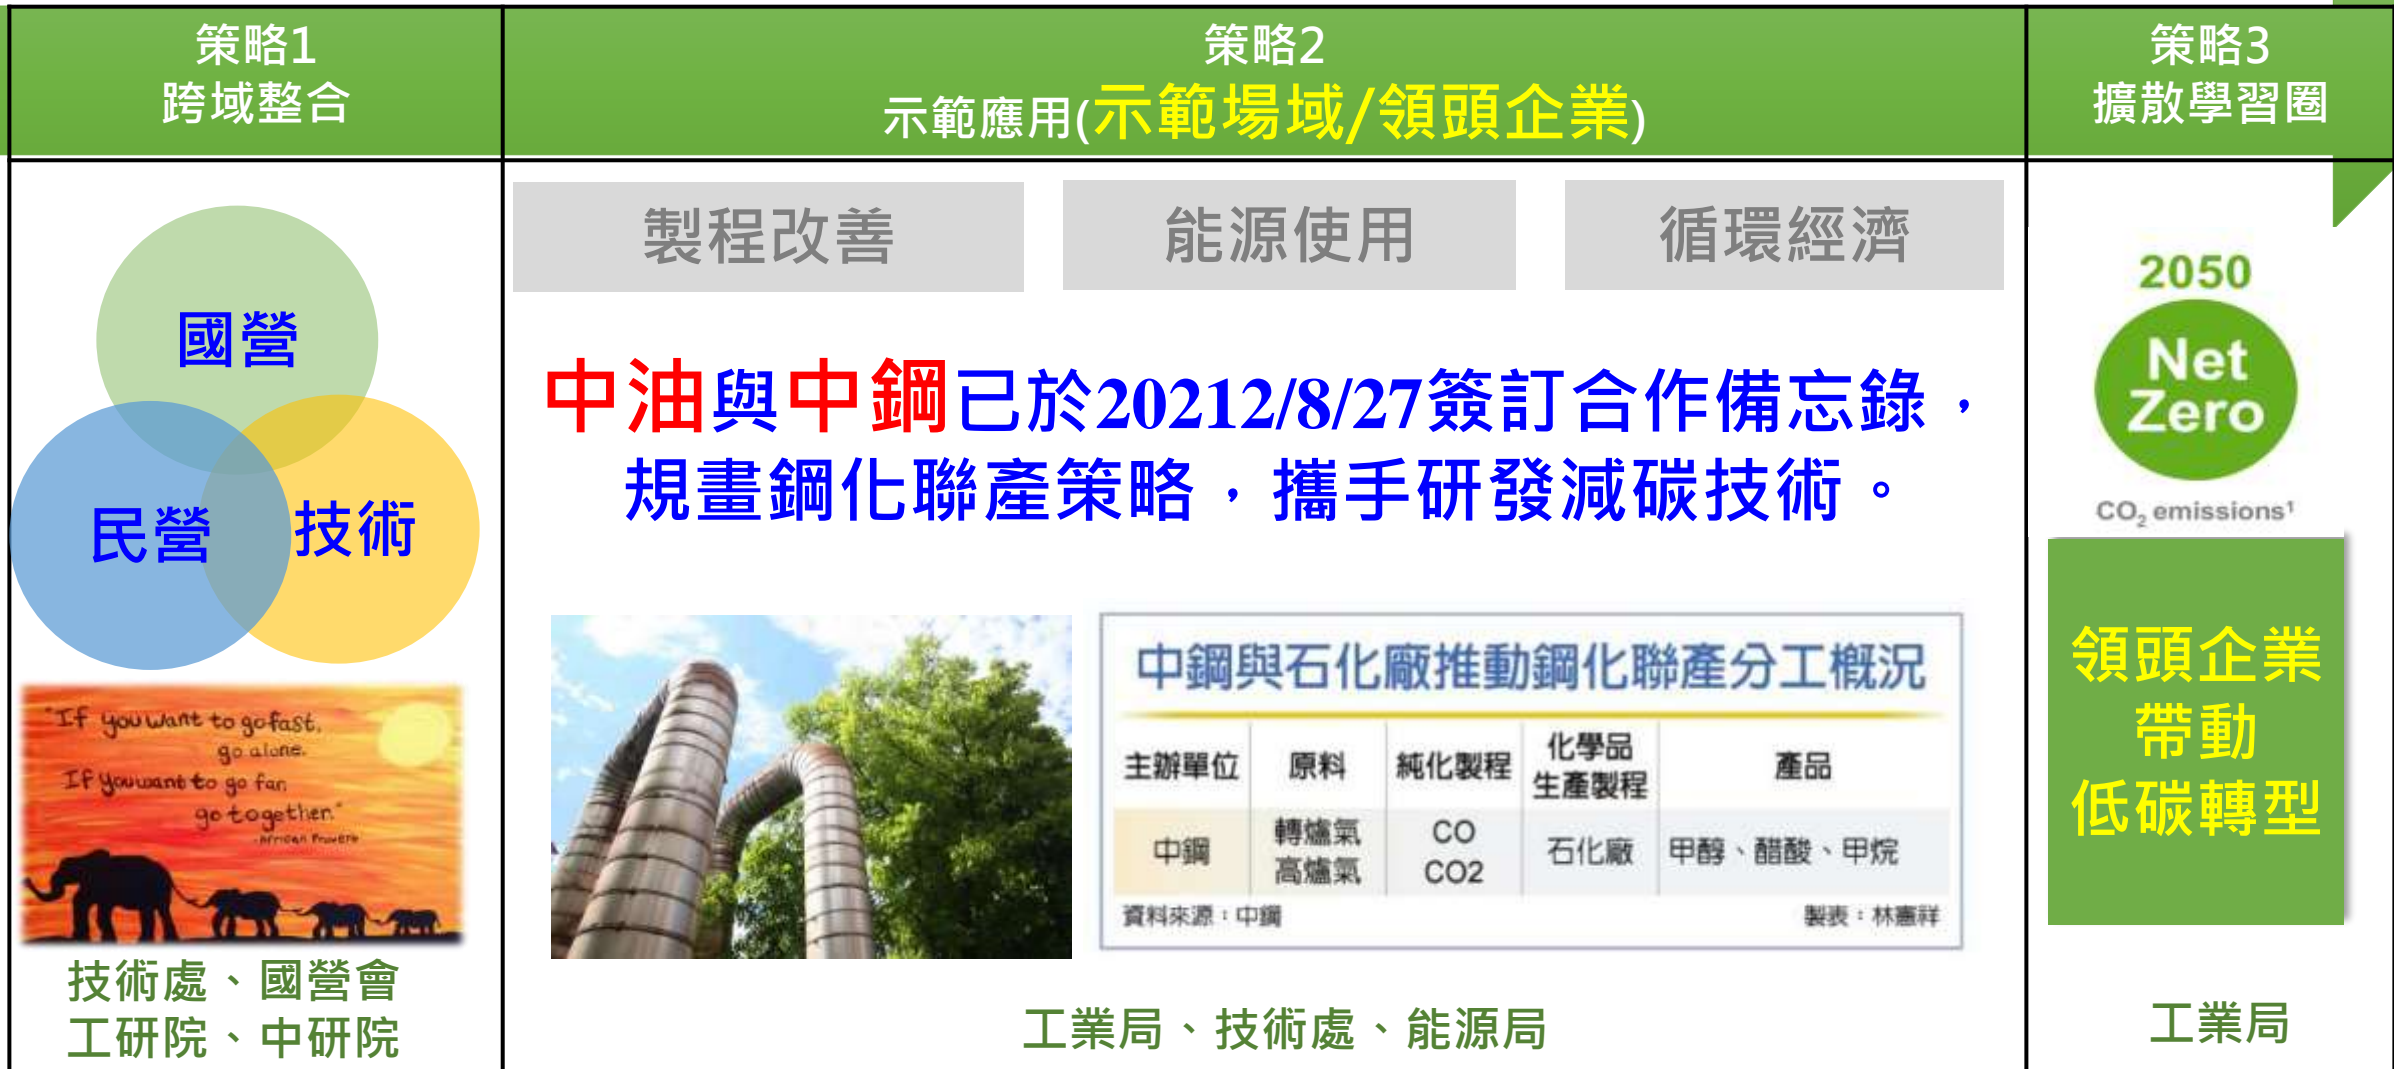 策略1
跨域整合
策略2
示範應用(示範場域/領頭企業)
策略3
擴散學習圈
國營
民營
技術
"If you want to go fast,
go alone.
If you want to go far,
go together."
-African Proverb
技術處、國營會
工研院、中研院
製程改善
能源使用
循環經濟
中油與中鋼已於20212/8/27簽訂合作備忘錄，
規畫鋼化聯產策略，攜手研發減碳技術。
中鋼與石化廠推動鋼化聯產分工概況
主辦單位 原料 純化製程 化學品生產製程 產品
中鋼 轉爐氣 高爐氣 CO CO2 石化廠 甲醇、醋酸、甲烷
資料來源：中鋼 製表：林憲祥
工業局、技術處、能源局
2050
Net
Zero
CO₂ emissions¹
領頭企業
帶動
低碳轉型
工業局